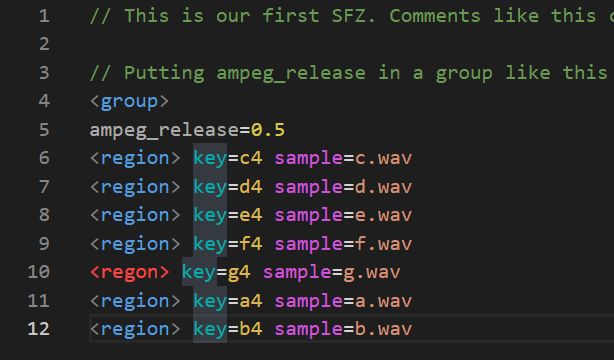 1 // This is our first SFZ. Comments like this
2
3 // Putting ampeg_release in a group like this
4 <group>
5 ampeg_release=0.5
6 <region> key=c4 sample=c.wav
7 <region> key=d4 sample=d.wav
8 <region> key=e4 sample=e.wav
9 <region> key=f4 sample=f.wav
10 <regon> key=g4 sample=g.wav
11 <region> key=a4 sample=a.wav
12 <region> key=b4 sample=b.wav